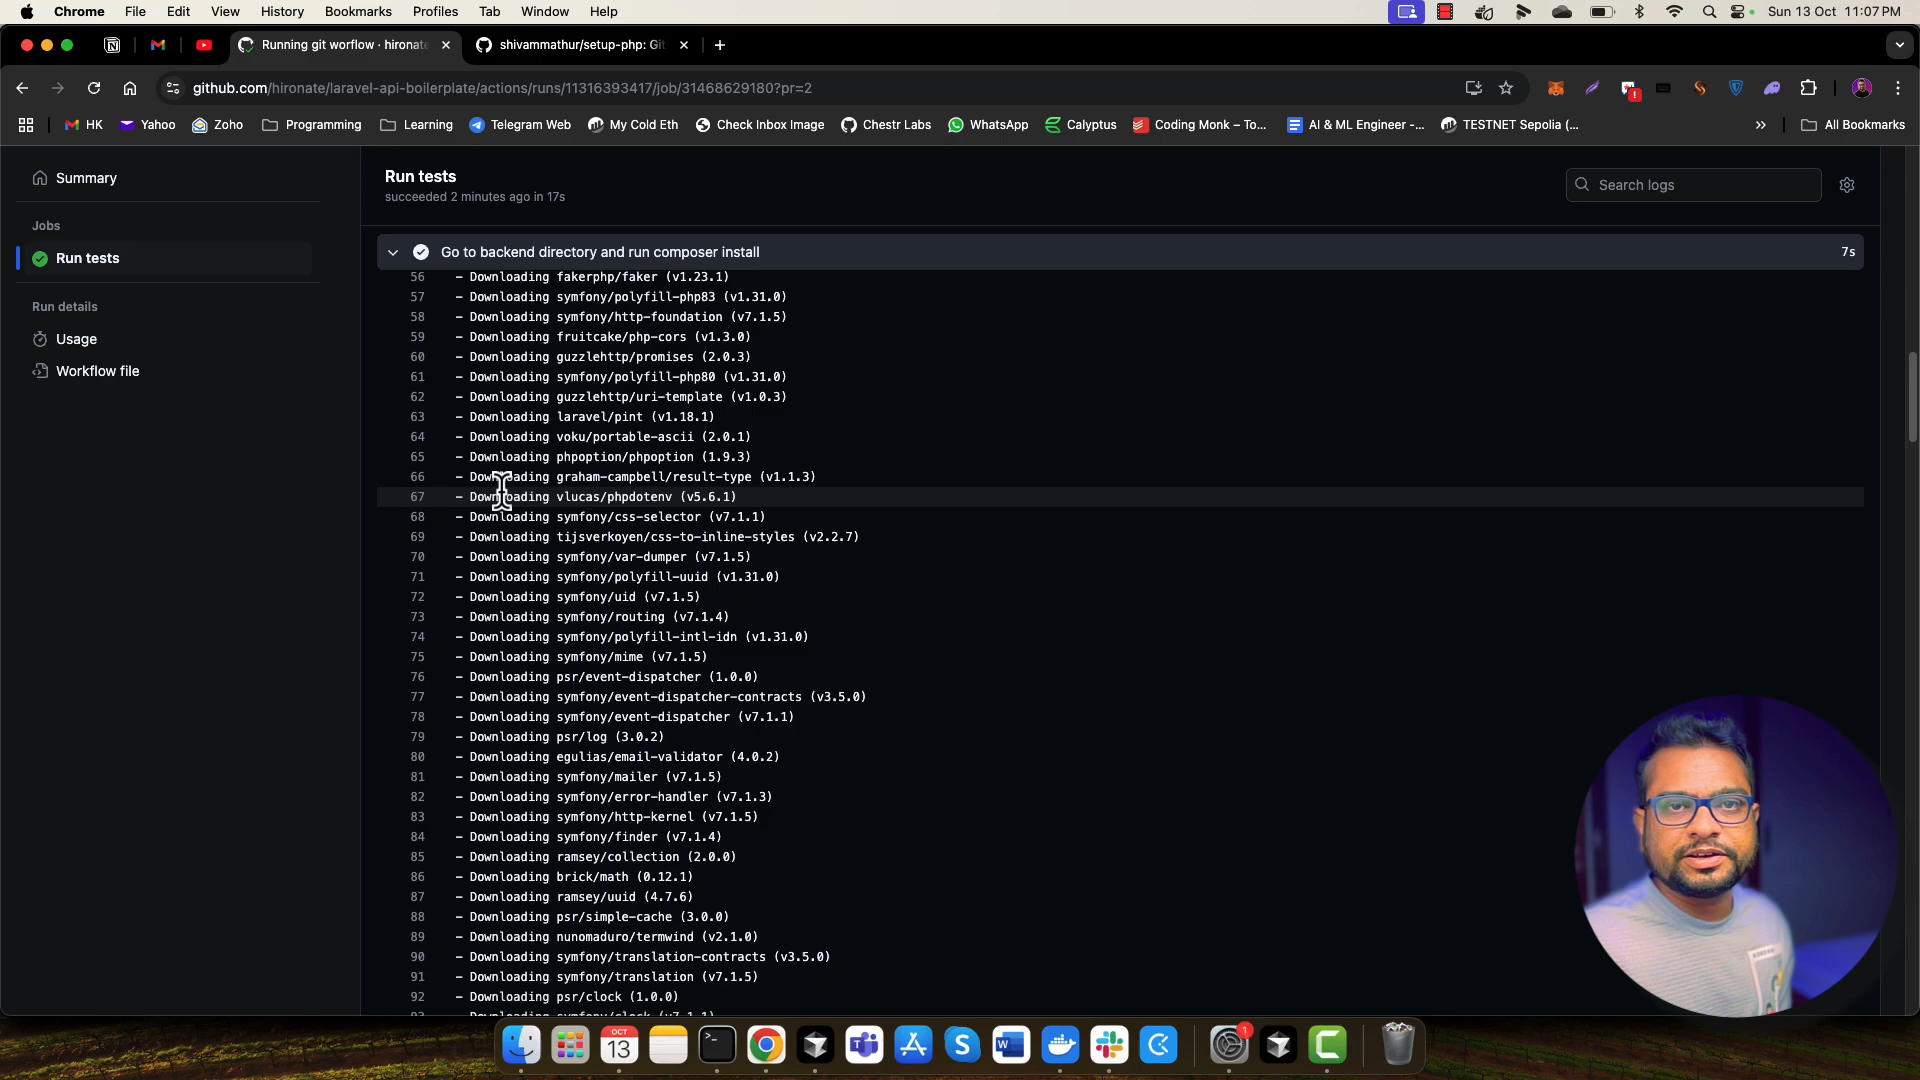 Chrome File Edit View History Bookmarks Profiles Tab Window Help
Sun 13 Oct 11:07 PM
Running git worflow · hironate
shivammathur/setup-php: Git
github.com/hironate/laravel-api-boilerplate/actions/runs/11316393417/job/31468629180?pr=2
HK Yahoo Zoho Programming Learning Telegram Web My Cold Eth Check Inbox Image Chestr Labs WhatsApp Calyptus Coding Monk – To... AI & ML Engineer -... TESTNET Sepolia (... » All Bookmarks
Summary
Jobs
Run tests
Run details
Usage
Workflow file
Run tests
succeeded 2 minutes ago in 17s
Search logs
Go to backend directory and run composer install 7s
56 - Downloading fakerphp/faker (v1.23.1)
57 - Downloading symfony/polyfill-php83 (v1.31.0)
58 - Downloading symfony/http-foundation (v7.1.5)
59 - Downloading fruitcake/php-cors (v1.3.0)
60 - Downloading guzzlehttp/promises (2.0.3)
61 - Downloading symfony/polyfill-php80 (v1.31.0)
62 - Downloading guzzlehttp/uri-template (v1.0.3)
63 - Downloading laravel/pint (v1.18.1)
64 - Downloading voku/portable-ascii (2.0.1)
65 - Downloading phpoption/phpoption (1.9.3)
66 - Downloading graham-campbell/result-type (v1.1.3)
67 - Downloading vlucas/phpdotenv (v5.6.1)
68 - Downloading symfony/css-selector (v7.1.1)
69 - Downloading tijsverkoyen/css-to-inline-styles (v2.2.7)
70 - Downloading symfony/var-dumper (v7.1.5)
71 - Downloading symfony/polyfill-uuid (v1.31.0)
72 - Downloading symfony/uid (v7.1.5)
73 - Downloading symfony/routing (v7.1.4)
74 - Downloading symfony/polyfill-intl-idn (v1.31.0)
75 - Downloading symfony/mime (v7.1.5)
76 - Downloading psr/event-dispatcher (1.0.0)
77 - Downloading symfony/event-dispatcher-contracts (v3.5.0)
78 - Downloading symfony/event-dispatcher (v7.1.1)
79 - Downloading psr/log (3.0.2)
80 - Downloading egulias/email-validator (4.0.2)
81 - Downloading symfony/mailer (v7.1.5)
82 - Downloading symfony/error-handler (v7.1.3)
83 - Downloading symfony/http-kernel (v7.1.5)
84 - Downloading symfony/finder (v7.1.4)
85 - Downloading ramsey/collection (2.0.0)
86 - Downloading brick/math (0.12.1)
87 - Downloading ramsey/uuid (4.7.6)
88 - Downloading psr/simple-cache (3.0.0)
89 - Downloading nunomaduro/termwind (v2.1.0)
90 - Downloading symfony/translation-contracts (v3.5.0)
91 - Downloading symfony/translation (v7.1.5)
92 - Downloading psr/clock (1.0.0)
OCT
13
1